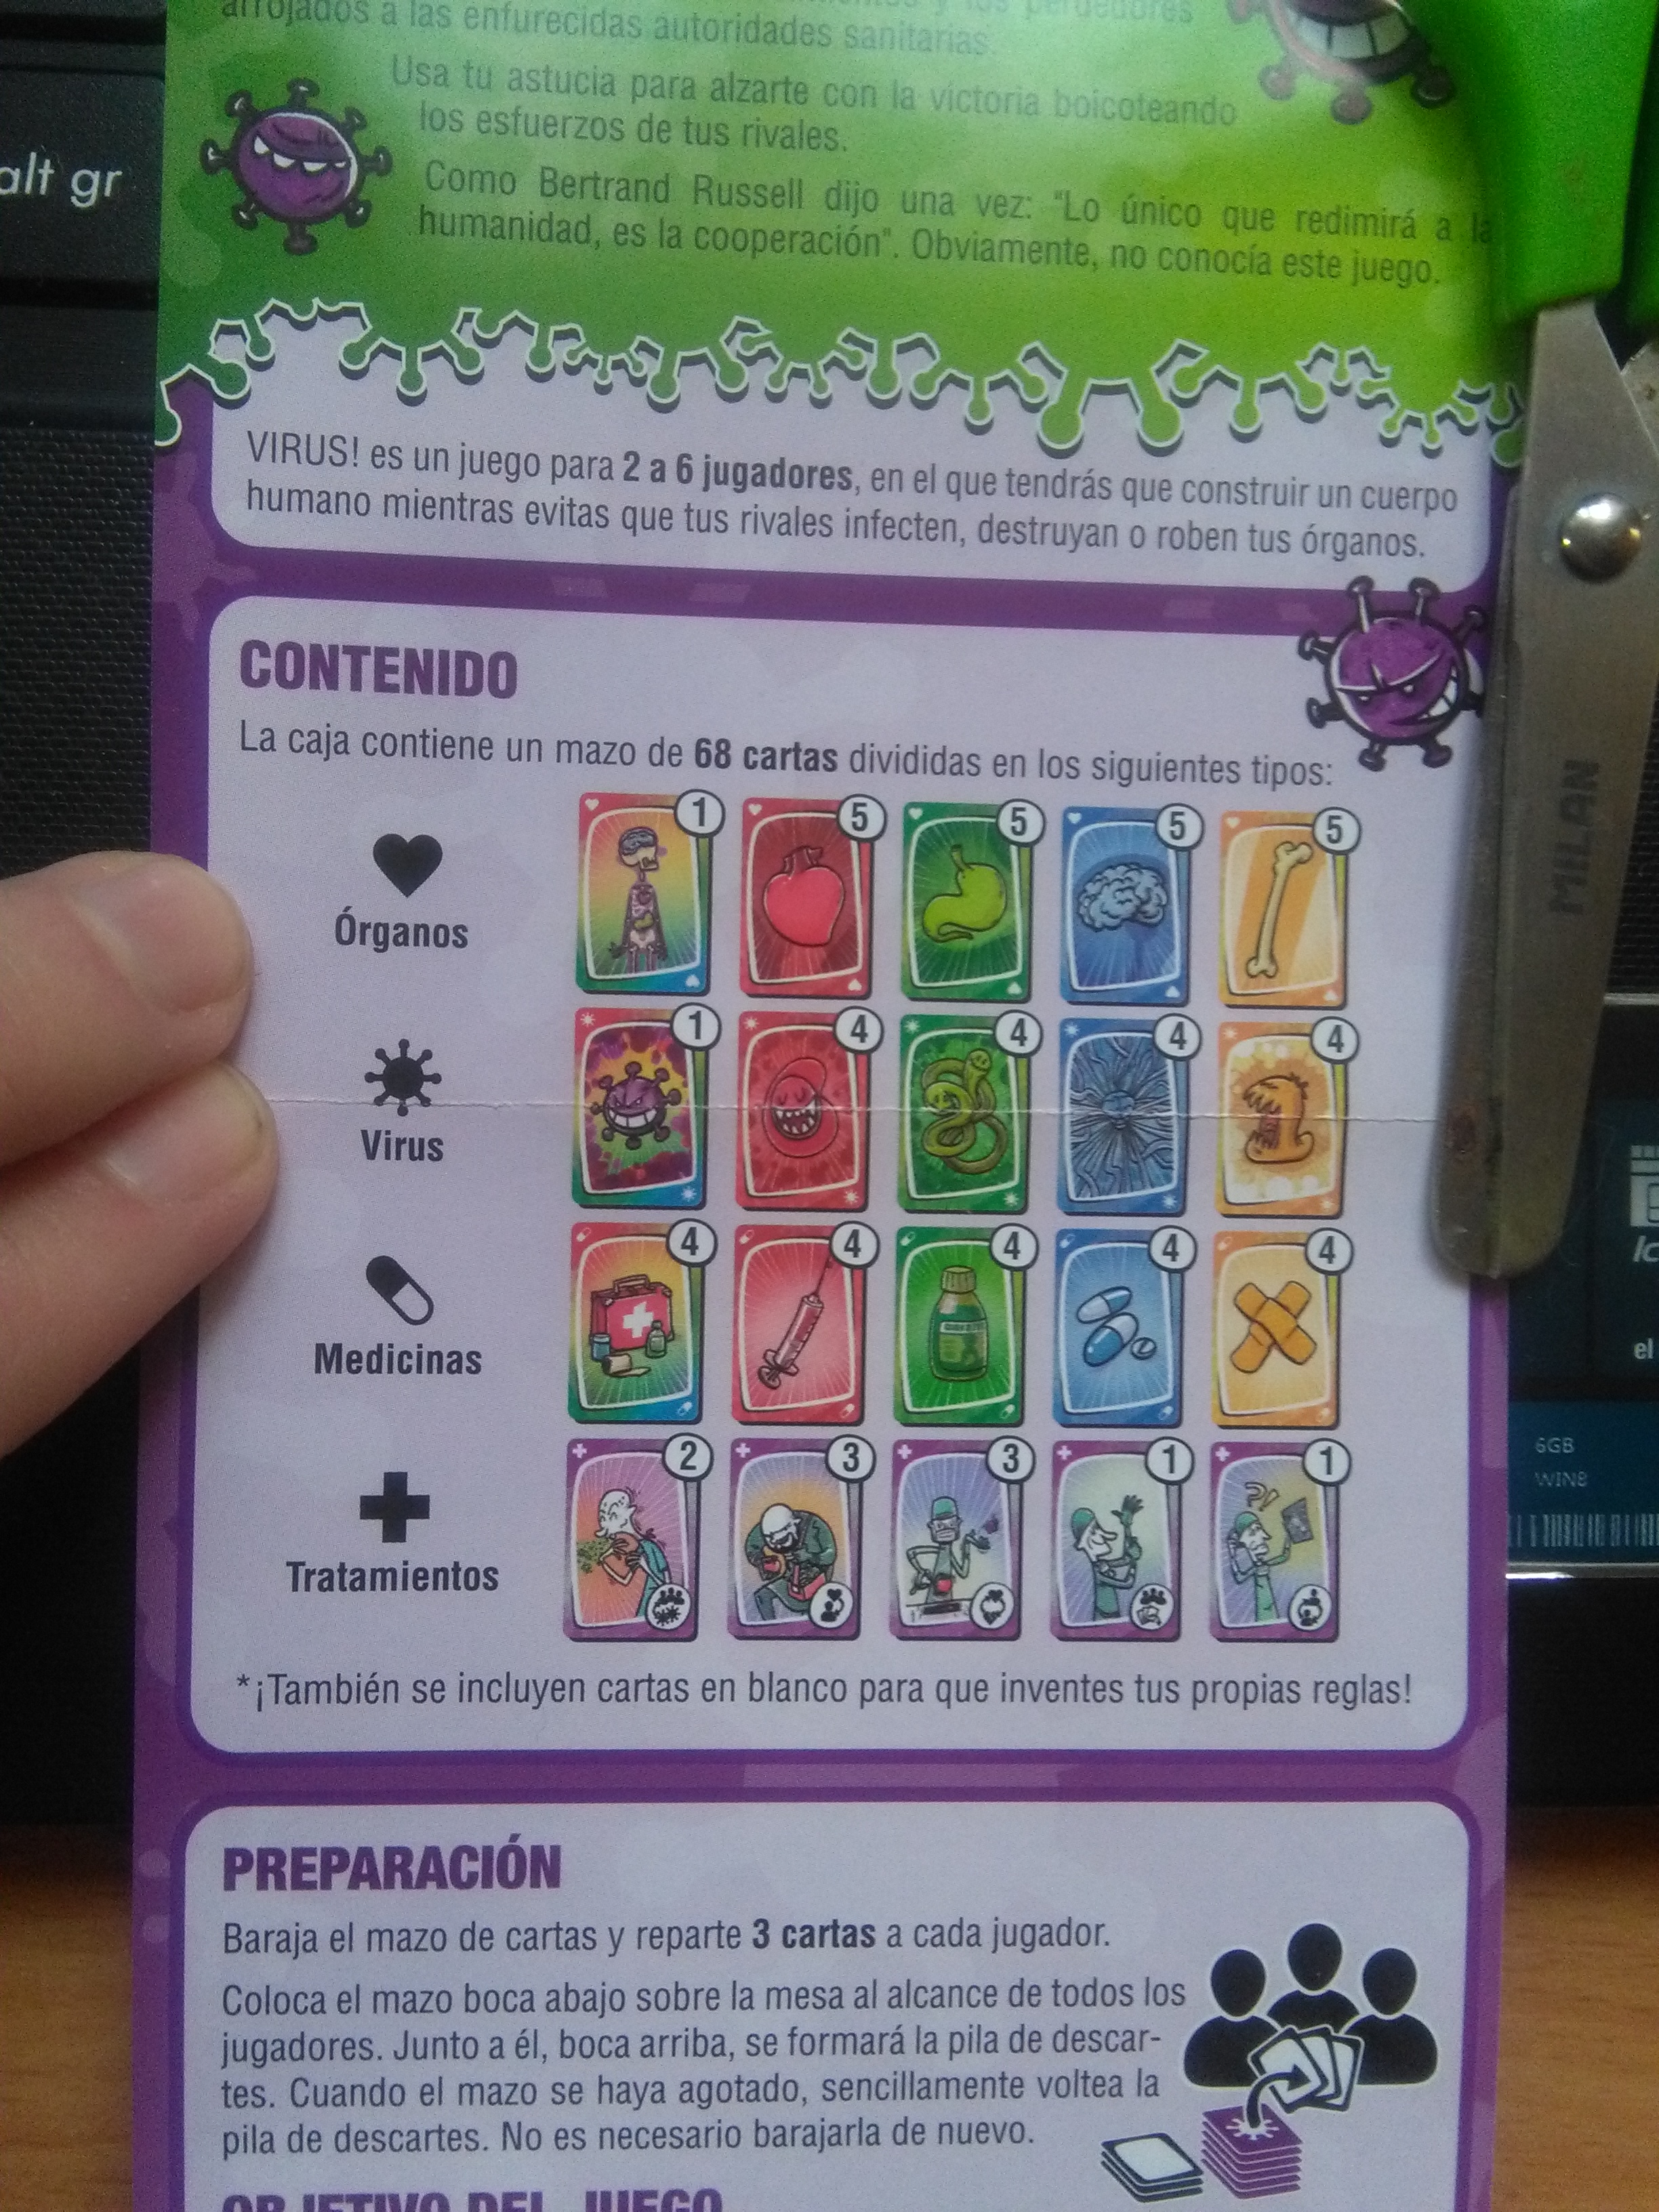 arrojados a las enfurecidas autoridades sanitarias.
Usa tu astucia para alzarte con la victoria boicoteando
los esfuerzos de tus rivales.
Como Bertrand Russell dijo una vez: "Lo único que redimirá a la
humanidad, es la cooperación". Obviamente, no conocía este juego.
alt gr
VIRUS! es un juego para 2 a 6 jugadores, en el que tendrás que construir un cuerpo
humano mientras evitas que tus rivales infecten, destruyan o roben tus órganos.
CONTENIDO
La caja contiene un mazo de 68 cartas divididas en los siguientes tipos:
1 5 5 5 5
Órganos
1 4 4 4 4
Virus
4 4 4 4 4
Medicinas
2 3 3 1 1
Tratamientos
*¡También se incluyen cartas en blanco para que inventes tus propias reglas!
PREPARACIÓN
Baraja el mazo de cartas y reparte 3 cartas a cada jugador.
Coloca el mazo boca abajo sobre la mesa al alcance de todos los
jugadores. Junto a él, boca arriba, se formará la pila de descar-
tes. Cuando el mazo se haya agotado, sencillamente voltea la
pila de descartes. No es necesario barajarla de nuevo.
OBJETIVO DEL JUEGO
MILAN
el
6GB
WIN8